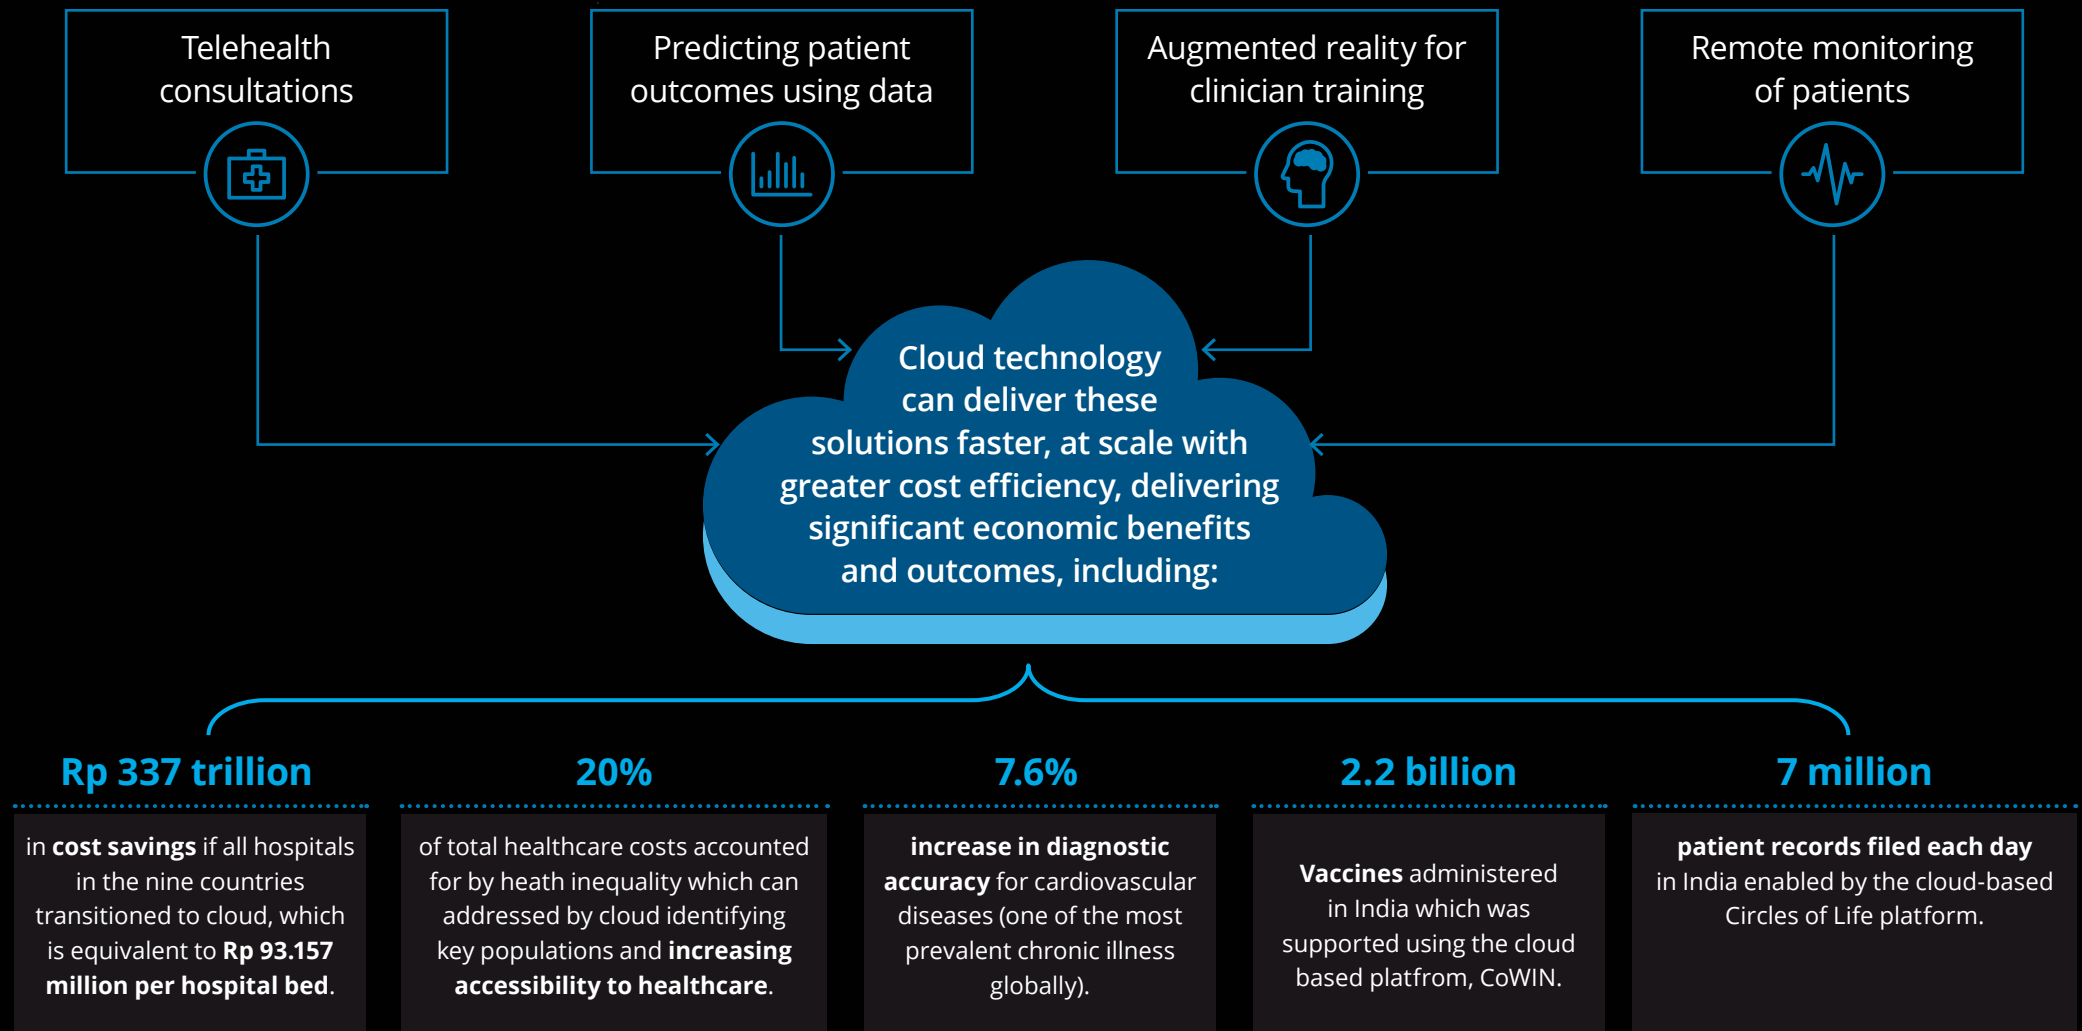 Telehealth
consultations
Predicting patient
outcomes using data
Augmented reality for
clinician training
Remote monitoring
of patients
Cloud technology
can deliver these
solutions faster, at scale with
greater cost efficiency, delivering
significant economic benefits
and outcomes, including:
Rp 337 trillion
in cost savings if all hospitals
in the nine countries
transitioned to cloud, which
is equivalent to Rp 93.157
million per hospital bed.
20%
of total healthcare costs accounted
for by heath inequality which can
addressed by cloud identifying
key populations and increasing
accessibility to healthcare.
7.6%
increase in diagnostic
accuracy for cardiovascular
diseases (one of the most
prevalent chronic illness
globally).
2.2 billion
Vaccines administered
in India which was
supported using the cloud
based platfrom, CoWIN.
7 million
patient records filed each day
in India enabled by the cloud-based
Circles of Life platform.